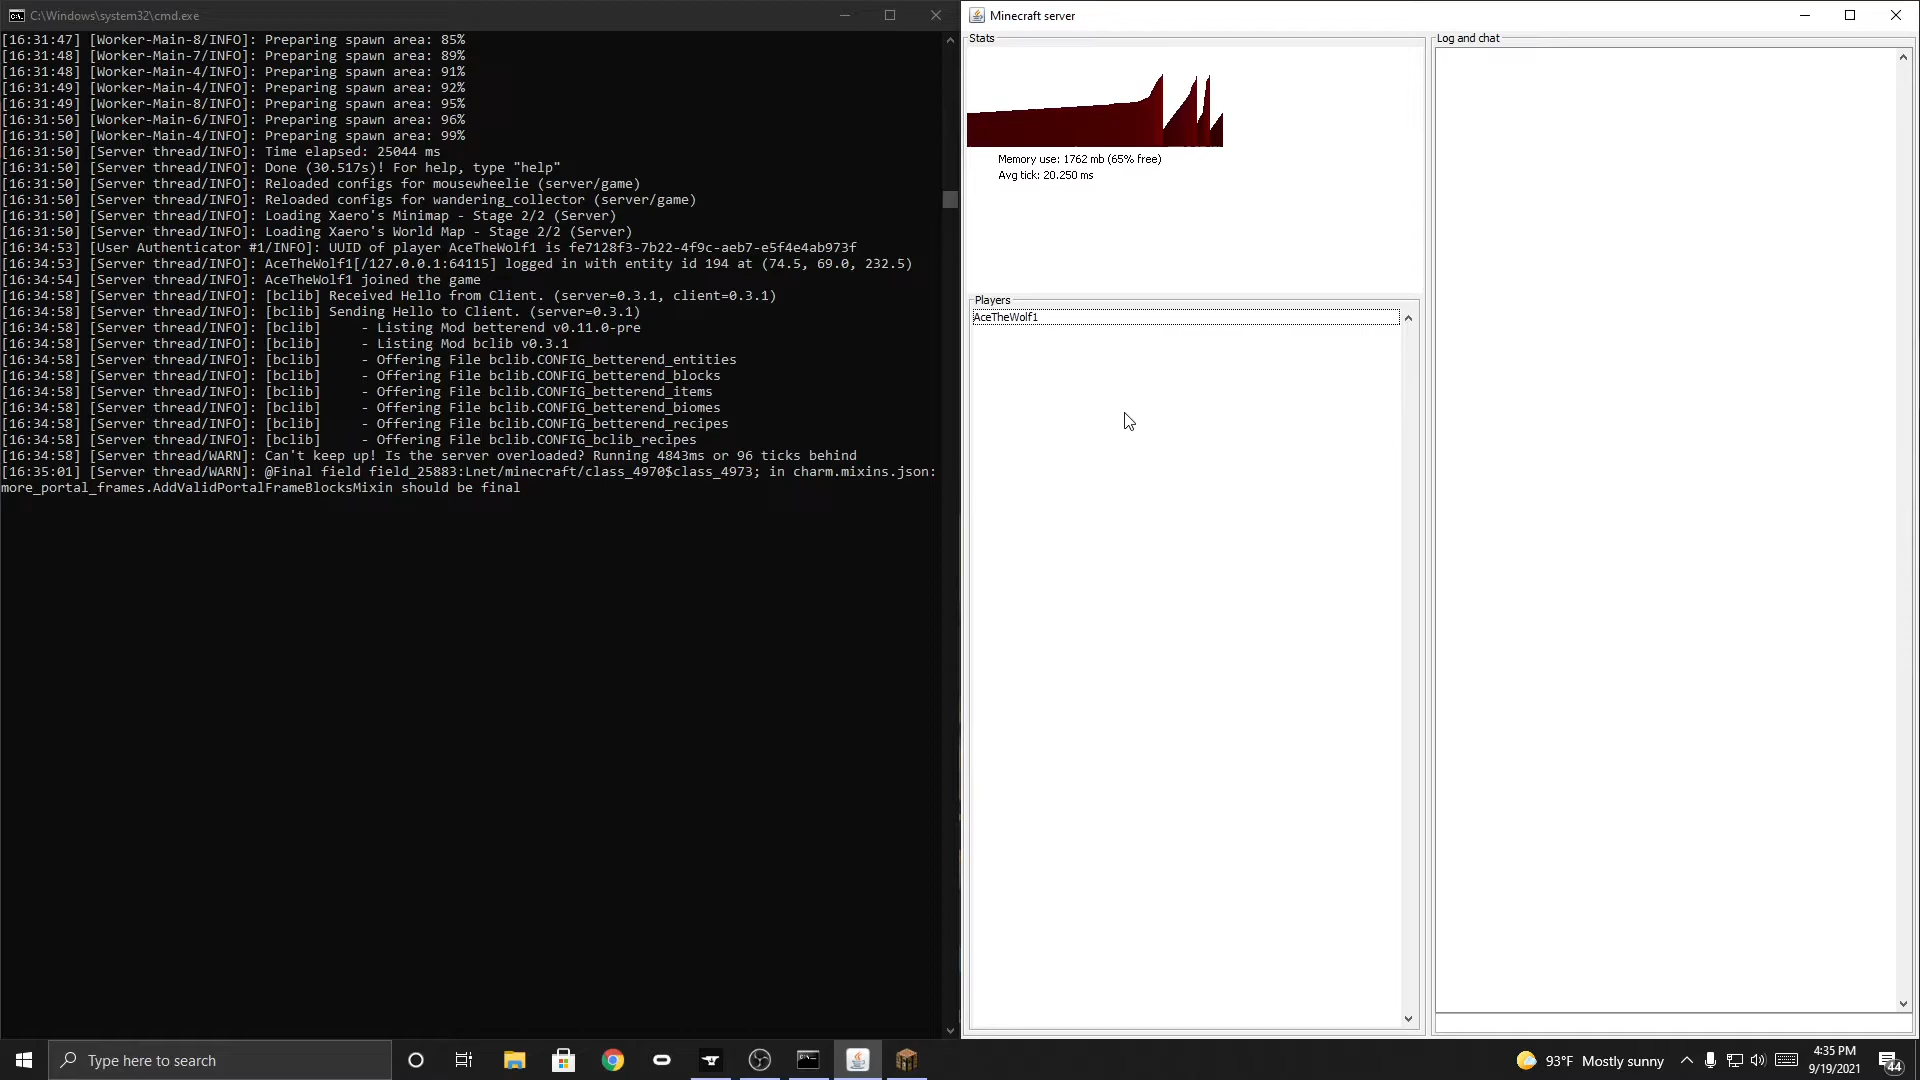 C:\Windows\system32\cmd.exe
[16:31:47] [Worker-Main-8/INFO]: Preparing spawn area: 85%
[16:31:48] [Worker-Main-7/INFO]: Preparing spawn area: 89%
[16:31:48] [Worker-Main-4/INFO]: Preparing spawn area: 91%
[16:31:49] [Worker-Main-4/INFO]: Preparing spawn area: 92%
[16:31:49] [Worker-Main-8/INFO]: Preparing spawn area: 95%
[16:31:50] [Worker-Main-6/INFO]: Preparing spawn area: 96%
[16:31:50] [Worker-Main-4/INFO]: Preparing spawn area: 99%
[16:31:50] [Server thread/INFO]: Time elapsed: 25044 ms
[16:31:50] [Server thread/INFO]: Done (30.517s)! For help, type "help"
[16:31:50] [Server thread/INFO]: Reloaded configs for mousewheelie (server/game)
[16:31:50] [Server thread/INFO]: Reloaded configs for wandering_collector (server/game)
[16:31:50] [Server thread/INFO]: Loading Xaero's Minimap - Stage 2/2 (Server)
[16:31:50] [Server thread/INFO]: Loading Xaero's World Map - Stage 2/2 (Server)
[16:34:53] [User Authenticator #1/INFO]: UUID of player AceTheWolf1 is fe7128f3-7b22-4f9c-aeb7-e5f4e4ab973f
[16:34:53] [Server thread/INFO]: AceTheWolf1[/127.0.0.1:64115] logged in with entity id 194 at (74.5, 69.0, 232.5)
[16:34:54] [Server thread/INFO]: AceTheWolf1 joined the game
[16:34:58] [Server thread/INFO]: [bclib] Received Hello from Client. (server=0.3.1, client=0.3.1)
[16:34:58] [Server thread/INFO]: [bclib] Sending Hello to Client. (server=0.3.1)
[16:34:58] [Server thread/INFO]: [bclib]     - Listing Mod betterend v0.11.0-pre
[16:34:58] [Server thread/INFO]: [bclib]     - Listing Mod bclib v0.3.1
[16:34:58] [Server thread/INFO]: [bclib]     - Offering File bclib.CONFIG_betterend_entities
[16:34:58] [Server thread/INFO]: [bclib]     - Offering File bclib.CONFIG_betterend_blocks
[16:34:58] [Server thread/INFO]: [bclib]     - Offering File bclib.CONFIG_betterend_items
[16:34:58] [Server thread/INFO]: [bclib]     - Offering File bclib.CONFIG_betterend_biomes
[16:34:58] [Server thread/INFO]: [bclib]     - Offering File bclib.CONFIG_betterend_recipes
[16:34:58] [Server thread/INFO]: [bclib]     - Offering File bclib.CONFIG_bclib_recipes
[16:34:58] [Server thread/WARN]: Can't keep up! Is the server overloaded? Running 4843ms or 96 ticks behind
[16:35:01] [Server thread/WARN]: @Final field field_25883:Lnet/minecraft/class_4970$class_4973; in charm.mixins.json:
more_portal_frames.AddValidPortalFrameBlocksMixin should be final
Minecraft server
Stats
Memory use: 1762 mb (65% free)
Avg tick: 20.250 ms
Players
AceTheWolf1
Log and chat
Type here to search
93°F Mostly sunny
4:35 PM
9/19/2021
44